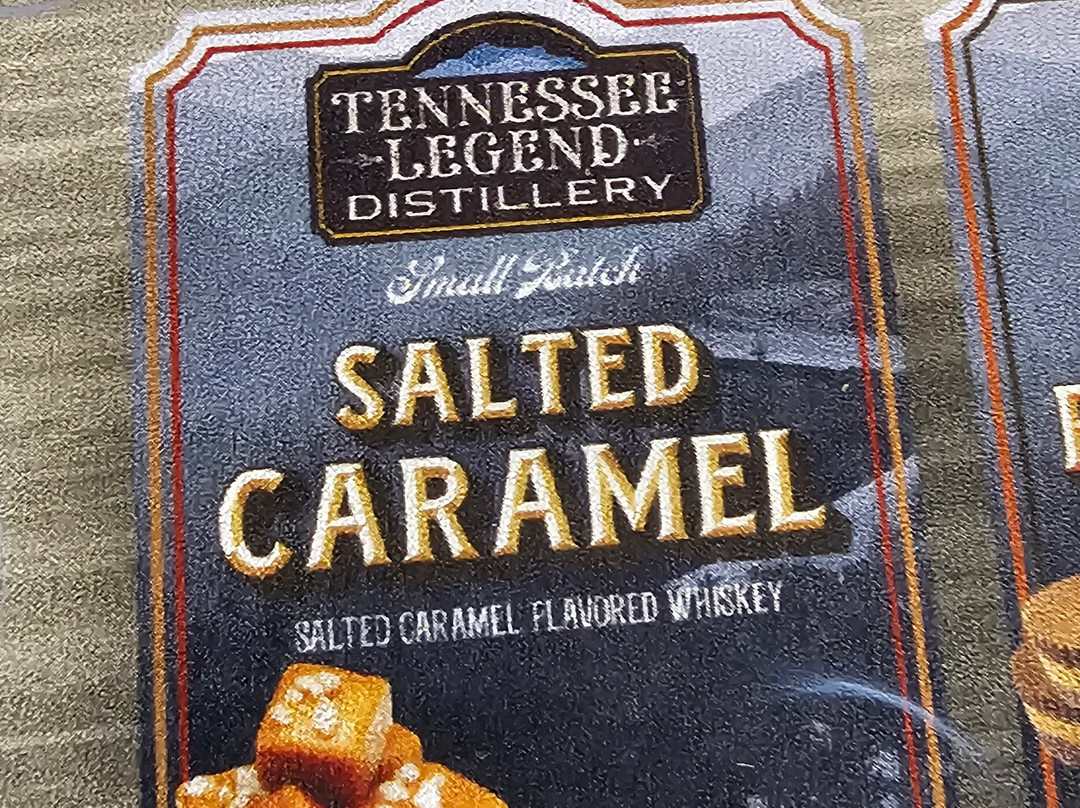 TENNESSEE
LEGEND
DISTILLERY
Small Batch
SALTED
CARAMEL
SALTED CARAMEL FLAVORED WHISKEY